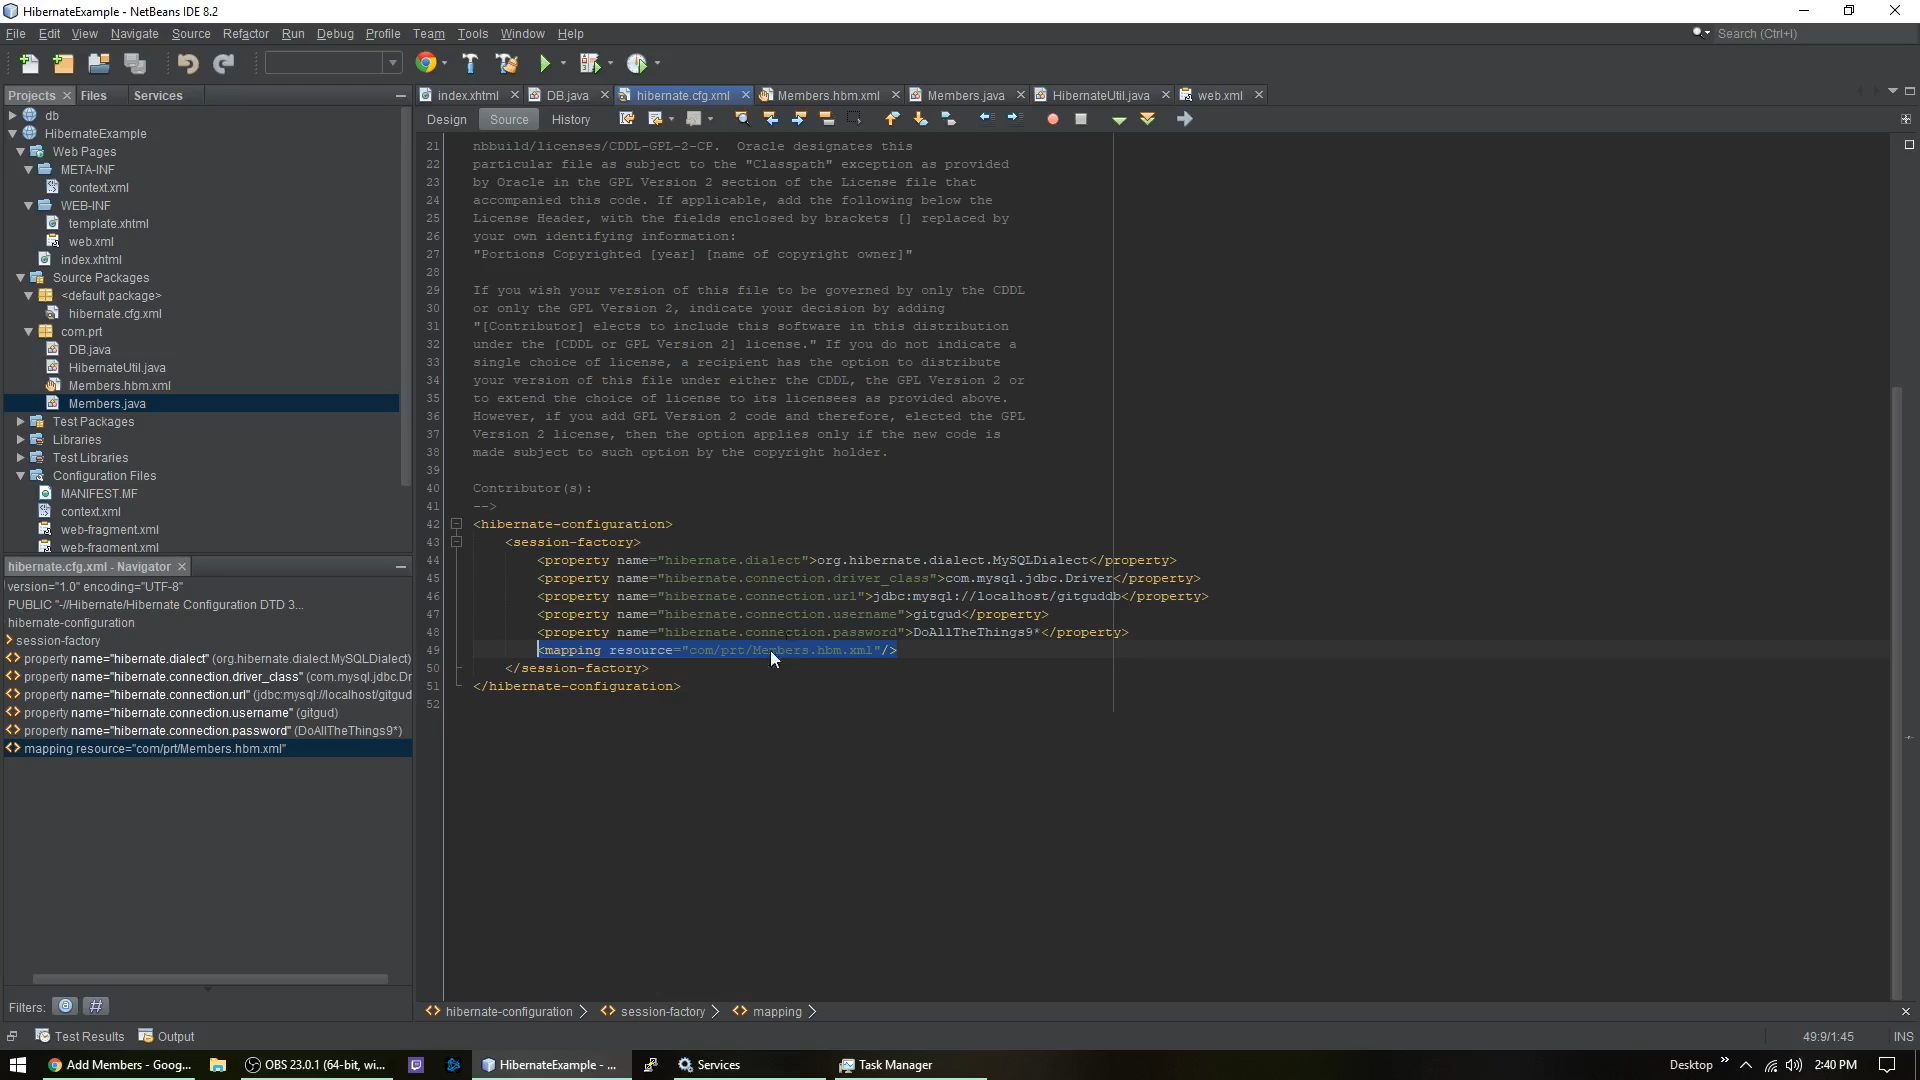 HibernateExample - NetBeans IDE 8.2
File Edit View Navigate Source Refactor Run Debug Profile Team Tools Window Help
Search (Ctrl+I)
Projects Files Services
index.xhtml DB.java hibernate.cfg.xml Members.hbm.xml Members.java HibernateUtil.java web.xml
Design Source History
db
HibernateExample
Web Pages
META-INF
context.xml
WEB-INF
template.xhtml
web.xml
index.xhtml
Source Packages
<default package>
hibernate.cfg.xml
com.prt
DB.java
HibernateUtil.java
Members.hbm.xml
Members.java
Test Packages
Libraries
Test Libraries
Configuration Files
MANIFEST.MF
context.xml
web-fragment.xml
web-fragment.xml
hibernate.cfg.xml - Navigator
version="1.0" encoding="UTF-8"
PUBLIC "-//Hibernate/Hibernate Configuration DTD 3...
hibernate-configuration
session-factory
property name="hibernate.dialect" (org.hibernate.dialect.MySQLDialect)
property name="hibernate.connection.driver_class" (com.mysql.jdbc.Dr
property name="hibernate.connection.url" (jdbc:mysql://localhost/gitgud
property name="hibernate.connection.username" (gitgud)
property name="hibernate.connection.password" (DoAllTheThings9*)
mapping resource="com/prt/Members.hbm.xml"
Filters:
21 nbbuild/licenses/CDDL-GPL-2-CP. Oracle designates this
22 particular file as subject to the "Classpath" exception as provided
23 by Oracle in the GPL Version 2 section of the License file that
24 accompanied this code. If applicable, add the following below the
25 License Header, with the fields enclosed by brackets [] replaced by
26 your own identifying information:
27 "Portions Copyrighted [year] [name of copyright owner]"
28
29 If you wish your version of this file to be governed by only the CDDL
30 or only the GPL Version 2, indicate your decision by adding
31 "[Contributor] elects to include this software in this distribution
32 under the [CDDL or GPL Version 2] license." If you do not indicate a
33 single choice of license, a recipient has the option to distribute
34 your version of this file under either the CDDL, the GPL Version 2 or
35 to extend the choice of license to its licensees as provided above.
36 However, if you add GPL Version 2 code and therefore, elected the GPL
37 Version 2 license, then the option applies only if the new code is
38 made subject to such option by the copyright holder.
39
40 Contributor(s):
41 -->
42 <hibernate-configuration>
43 <session-factory>
44 <property name="hibernate.dialect">org.hibernate.dialect.MySQLDialect</property>
45 <property name="hibernate.connection.driver_class">com.mysql.jdbc.Driver</property>
46 <property name="hibernate.connection.url">jdbc:mysql://localhost/gitguddb</property>
47 <property name="hibernate.connection.username">gitgud</property>
48 <property name="hibernate.connection.password">DoAllTheThings9*</property>
49 <mapping resource="com/prt/Members.hbm.xml"/>
50 </session-factory>
51 </hibernate-configuration>
52
hibernate-configuration session-factory mapping
Test Results Output
49:9/1:45 INS
Add Members - Goog... OBS 23.0.1 (64-bit, wi... HibernateExample - ... Services Task Manager
Desktop 2:40 PM